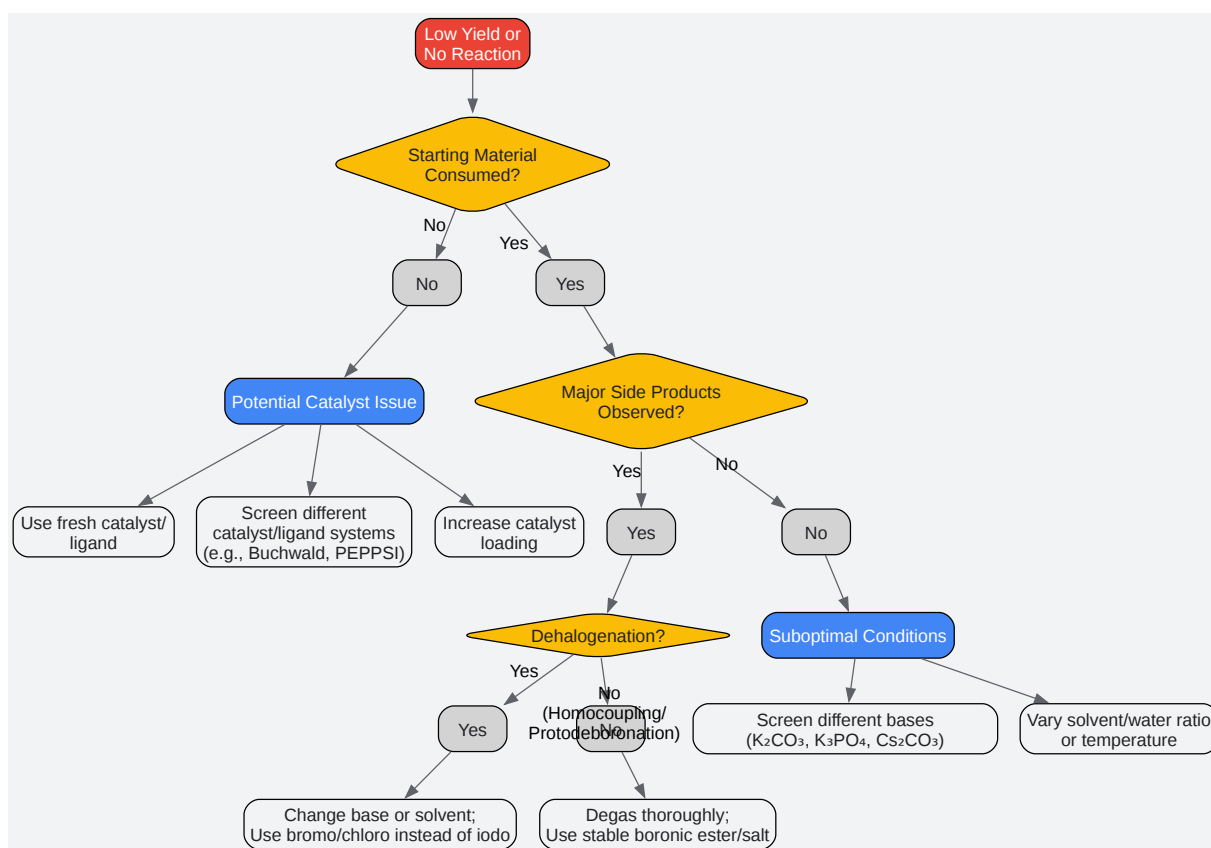 Low Yield or
No Reaction
Starting Material
Consumed?
No
Yes
No
Yes
Potential Catalyst Issue
Major Side Products
Observed?
Yes
No
Use fresh catalyst/
ligand
Screen different
catalyst/ligand systems
(e.g., Buchwald, PEPPSI)
Increase catalyst
loading
Yes
No
Dehalogenation?
Suboptimal Conditions
Yes
No
(Homocoupling/
Protodeboronation)
Yes
No
Screen different bases
(K₂CO₃, K₃PO₄, Cs₂CO₃)
Vary solvent/water ratio
or temperature
Change base or solvent;
Use bromo/chloro instead of iodo
Degas thoroughly;
Use stable boronic ester/salt